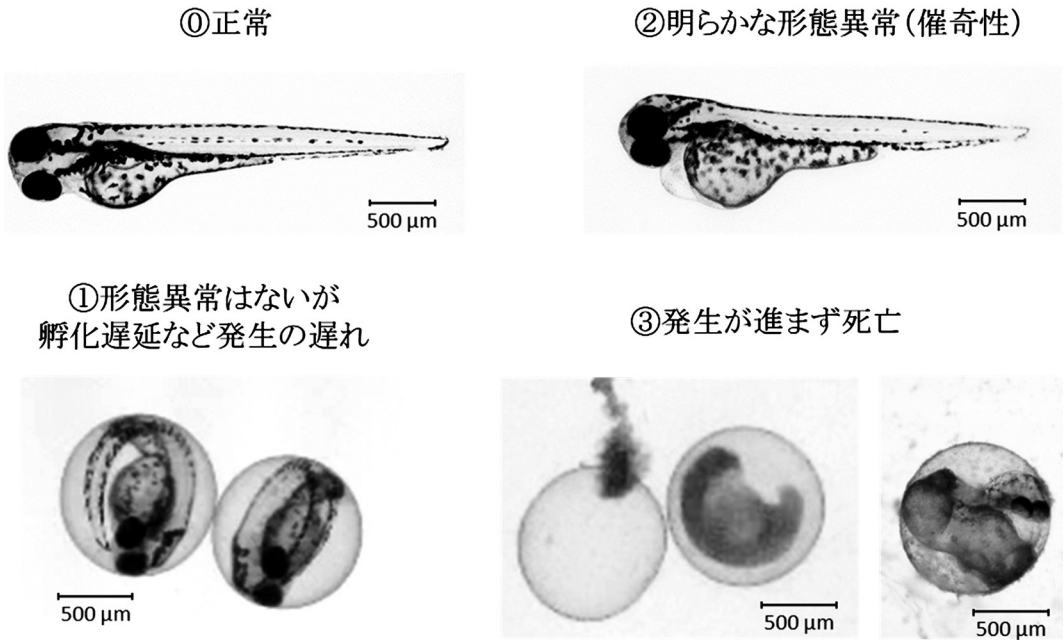 ⓪正常
500 µm
②明らかな形態異常（催奇性）
500 µm
①形態異常はないが
孵化遅延など発生の遅れ
500 µm
③発生が進まず死亡
500 µm
500 µm